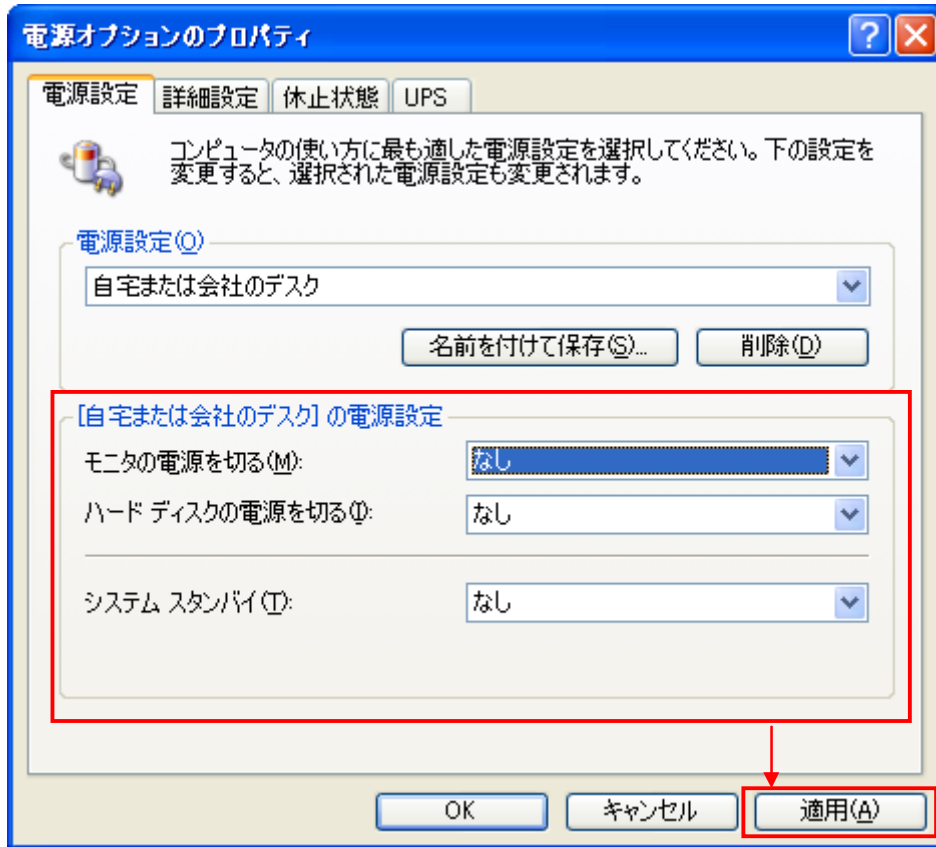 電源オプションのプロパティ
電源設定 詳細設定 休止状態 UPS
コンピュータの使い方に最も適した電源設定を選択してください。下の設定を
変更すると、選択された電源設定も変更されます。
電源設定(O)
自宅または会社のデスク
名前を付けて保存(S)... 削除(D)
[自宅または会社のデスク] の電源設定
モニタの電源を切る(M): なし
ハード ディスクの電源を切る(I): なし
システム スタンバイ(T): なし
OK キャンセル 適用(A)